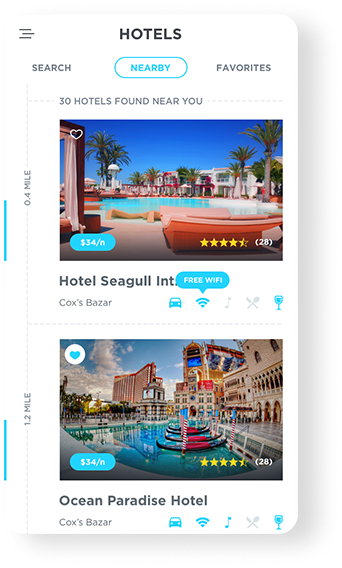 HOTELS
SEARCH NEARBY FAVORITES
30 HOTELS FOUND NEAR YOU
0.4 MILE
$34/n (28)
FREE WIFI
Hotel Seagull Int.
Cox's Bazar
1.2 MILE
$34/n (28)
Ocean Paradise Hotel
Cox's Bazar